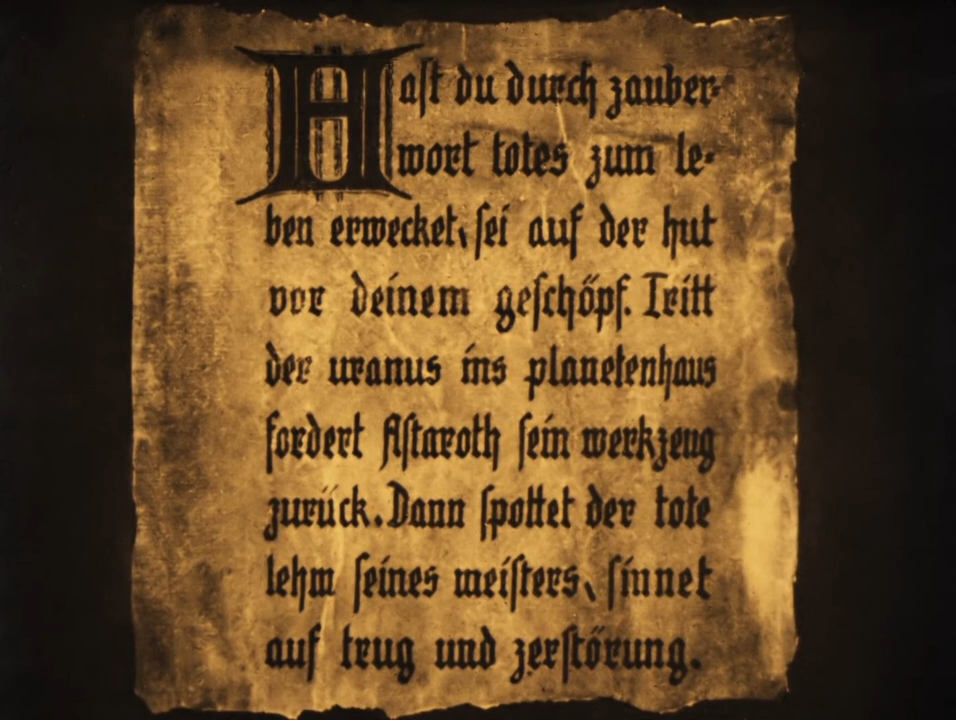 Hast du durch zauber-
wort totes zum le-
ben erwecket, sei auf der hut
vor deinem geschöpf. Tritt
der uranus ins planetenhaus
fordert Astaroth sein werkzeug
zurück. Dann spottet der tote
lehm seines meisters, sinnet
auf trug und zerstörung.